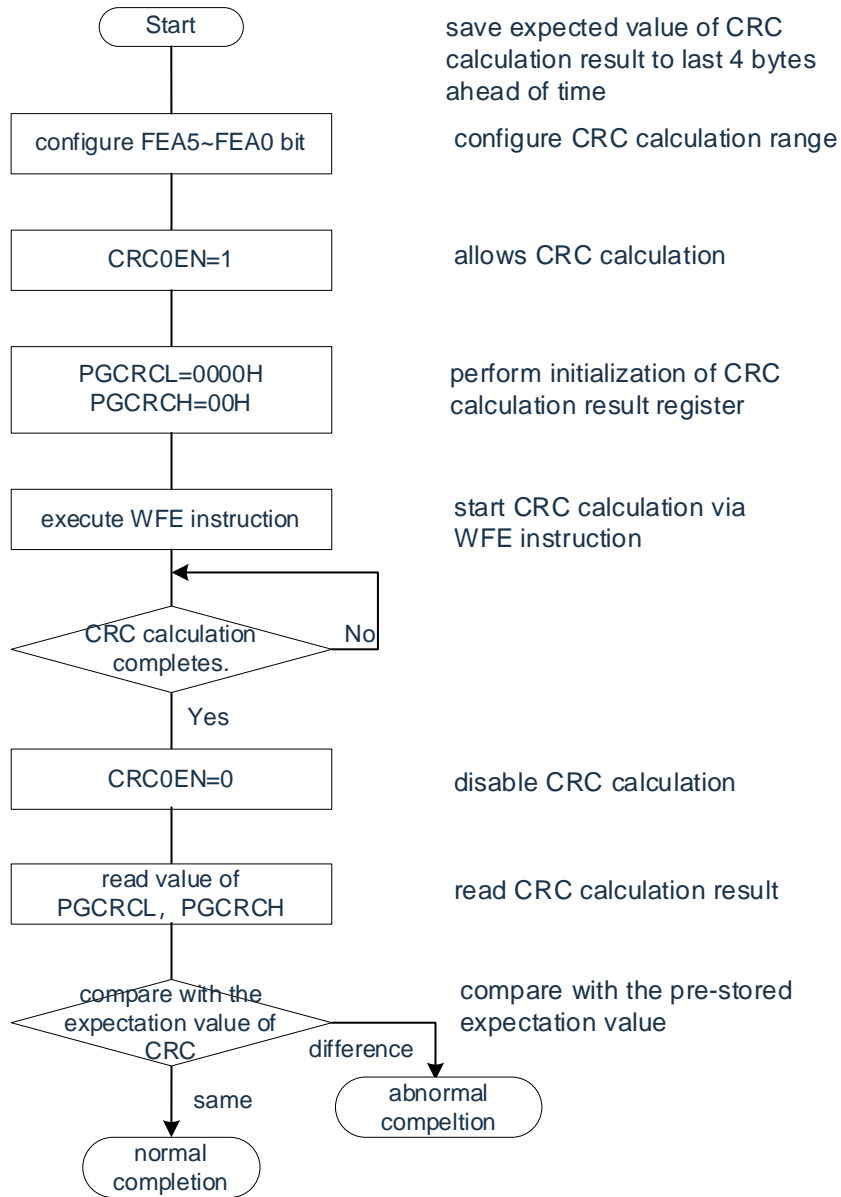 Start
save expected value of CRC
calculation result to last 4 bytes
ahead of time
configure FEA5~FEA0 bit
configure CRC calculation range
CRC0EN=1
allows CRC calculation
PGCRCL=0000H
PGCRCH=00H
perform initialization of CRC
calculation result register
execute WFE instruction
start CRC calculation via
WFE instruction
CRC calculation
completes.
No
Yes
CRC0EN=0
disable CRC calculation
read value of
PGCRCL, PGCRCH
read CRC calculation result
compare with the
expectation value of
CRC
compare with the pre-stored
expectation value
difference
same
abnormal
compeltion
normal
completion